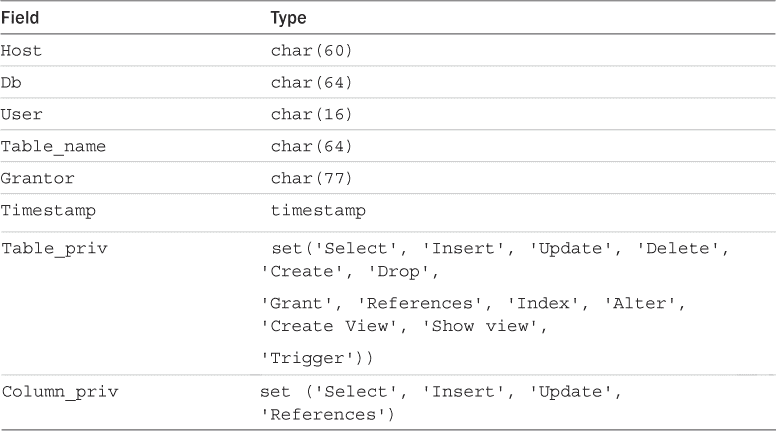 Field Type
Host char(60)
Db char(64)
User char(16)
Table_name char(64)
Grantor char(77)
Timestamp timestamp
Table_priv set('Select', 'Insert', 'Update', 'Delete',
'Create', 'Drop',
'Grant', 'References', 'Index', 'Alter',
'Create View', 'Show view',
'Trigger'))
Column_priv set ('Select', 'Insert', 'Update',
'References')